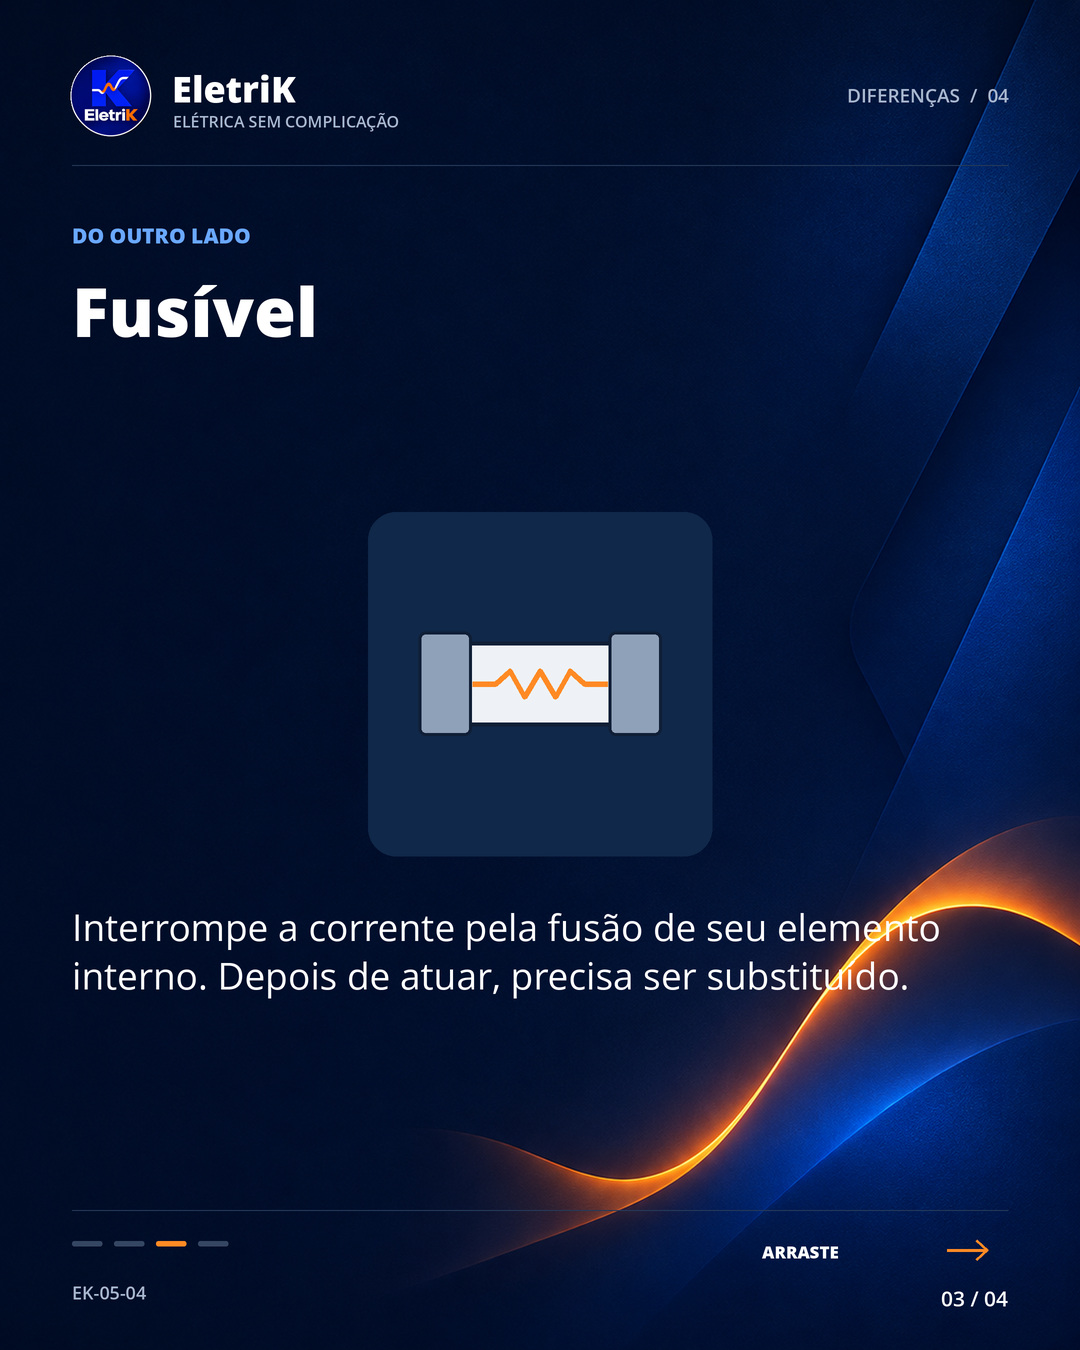 EletriK
EletriK
ELÉTRICA SEM COMPLICAÇÃO
DIFERENÇAS / 04
DO OUTRO LADO
Fusível
Interrompe a corrente pela fusão de seu elemento
interno. Depois de atuar, precisa ser substituído.
ARRASTE
EK-05-04
03 / 04